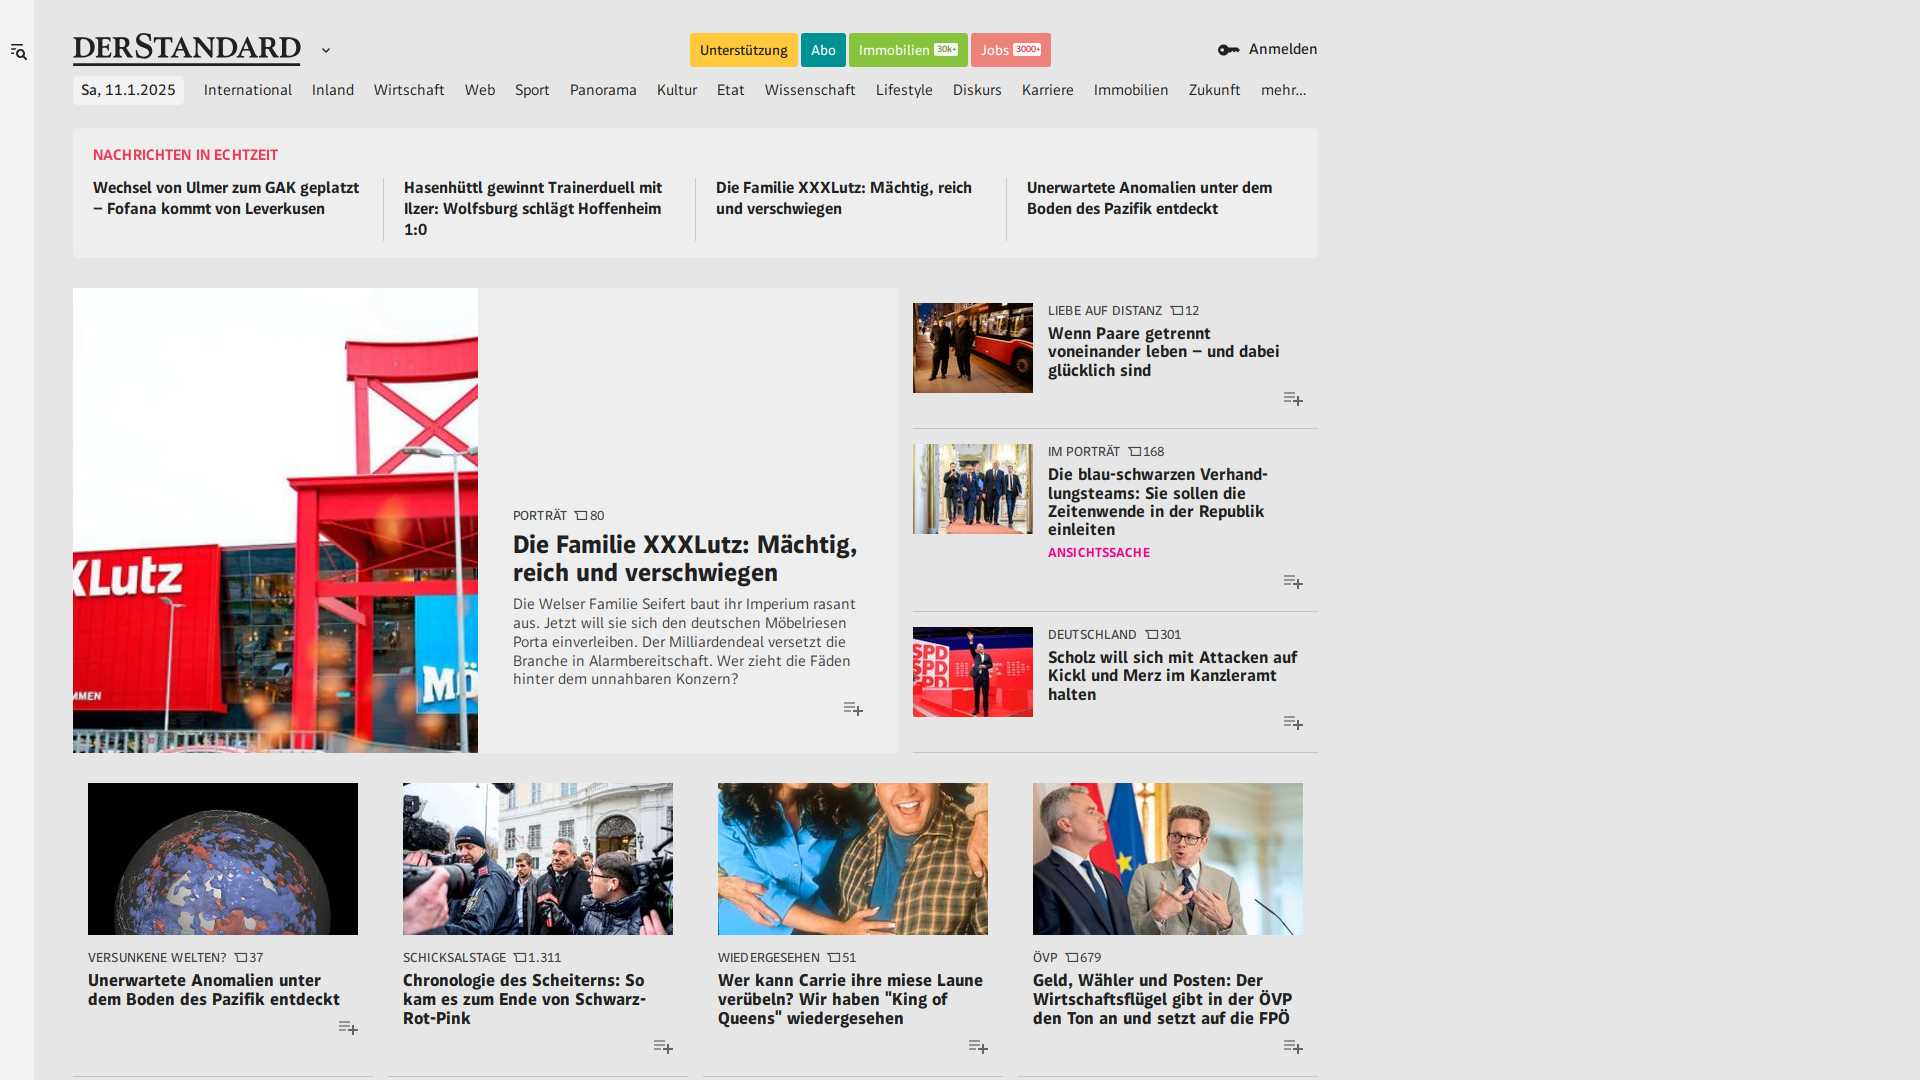 DERSTANDARD
Unterstützung
Abo
Immobilien 30k+
Jobs 3000+
Anmelden
Sa, 11.1.2025
International
Inland
Wirtschaft
Web
Sport
Panorama
Kultur
Etat
Wissenschaft
Lifestyle
Diskurs
Karriere
Immobilien
Zukunft
mehr...
NACHRICHTEN IN ECHTZEIT
Wechsel von Ulmer zum GAK geplatzt
– Fofana kommt von Leverkusen
Hasenhüttl gewinnt Trainerduell mit
Ilzer: Wolfsburg schlägt Hoffenheim
1:0
Die Familie XXXLutz: Mächtig, reich
und verschwiegen
Unerwartete Anomalien unter dem
Boden des Pazifik entdeckt
XLutz
MMEN
MÖ
PORTRÄT 80
Die Familie XXXLutz: Mächtig,
reich und verschwiegen
Die Welser Familie Seifert baut ihr Imperium rasant
aus. Jetzt will sie sich den deutschen Möbelriesen
Porta einverleiben. Der Milliardendeal versetzt die
Branche in Alarmbereitschaft. Wer zieht die Fäden
hinter dem unnahbaren Konzern?
LIEBE AUF DISTANZ 12
Wenn Paare getrennt
voneinander leben – und dabei
glücklich sind
IM PORTRÄT 168
Die blau-schwarzen Verhand-
lungsteams: Sie sollen die
Zeitenwende in der Republik
einleiten
ANSICHTSSACHE
SPD
SPD
SPD
DEUTSCHLAND 301
Scholz will sich mit Attacken auf
Kickl und Merz im Kanzleramt
halten
VERSUNKENE WELTEN? 37
Unerwartete Anomalien unter
dem Boden des Pazifik entdeckt
SCHICKSALSTAGE 1.311
Chronologie des Scheiterns: So
kam es zum Ende von Schwarz-
Rot-Pink
WIEDERGESEHEN 51
Wer kann Carrie ihre miese Laune
verübeln? Wir haben "King of
Queens" wiedergesehen
ÖVP 679
Geld, Wähler und Posten: Der
Wirtschaftsflügel gibt in der ÖVP
den Ton an und setzt auf die FPÖ